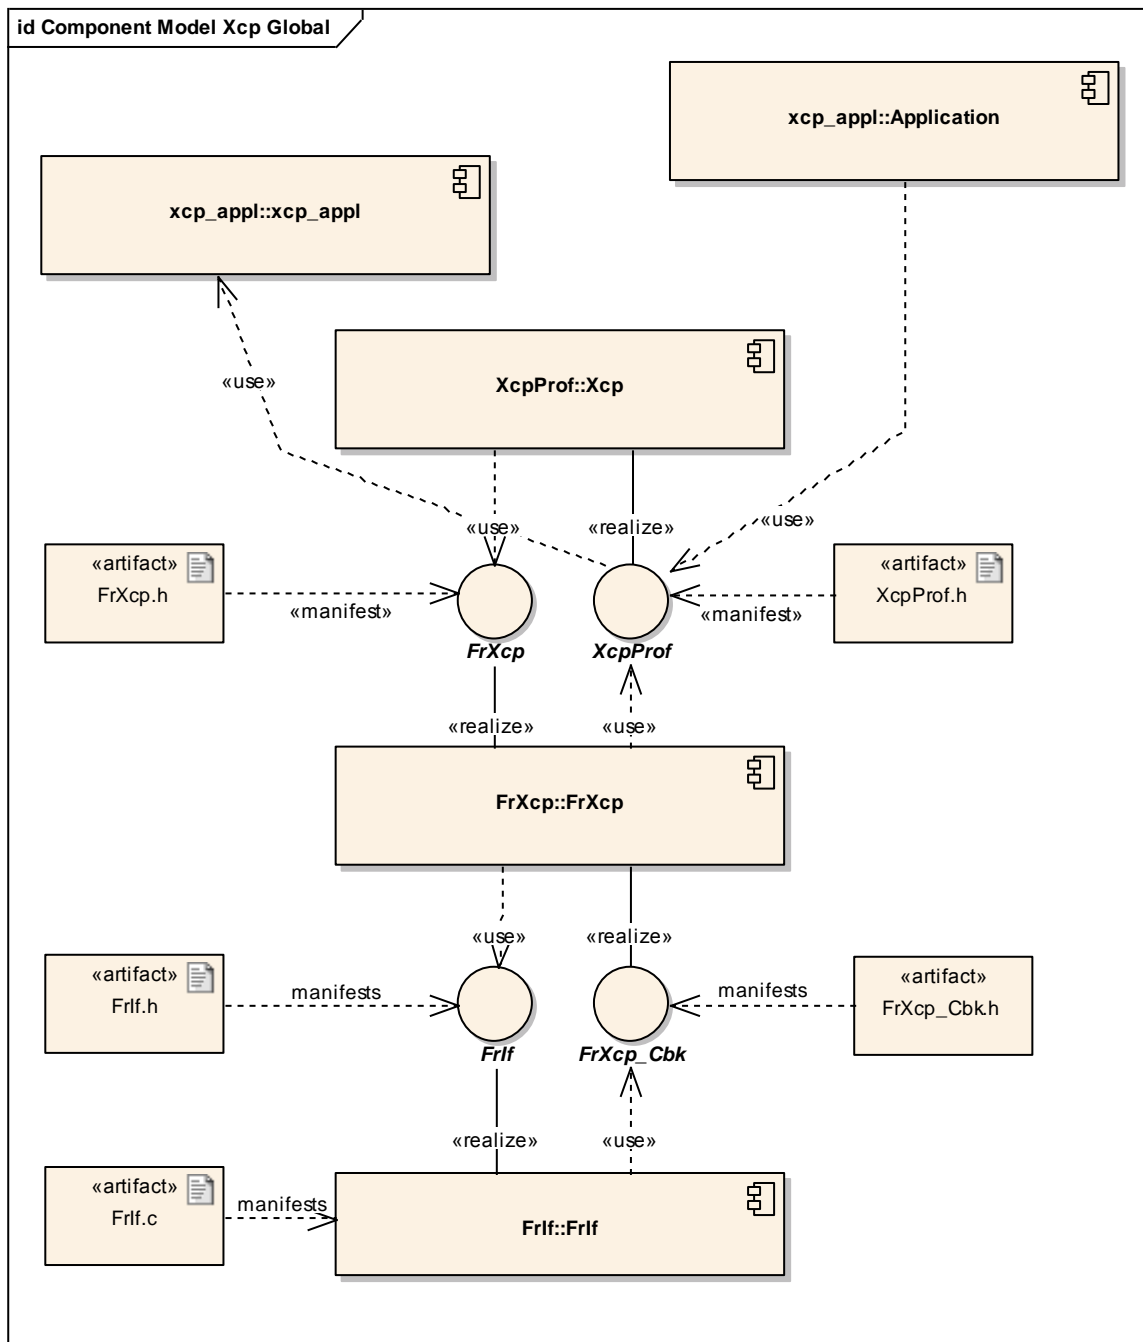 id Component Model Xcp Global
xcp_appl::Application
xcp_appl::xcp_appl
XcpProf::Xcp
«use»
«use»
«realize»
«use»
«artifact»
FrXcp.h
«manifest»
FrXcp
XcpProf
«manifest»
«artifact»
XcpProf.h
«realize»
«use»
FrXcp::FrXcp
«use»
«realize»
«artifact»
FrIf.h
manifests
FrIf
FrXcp_Cbk
manifests
«artifact»
FrXcp_Cbk.h
«realize»
«use»
«artifact»
FrIf.c
manifests
FrIf::FrIf